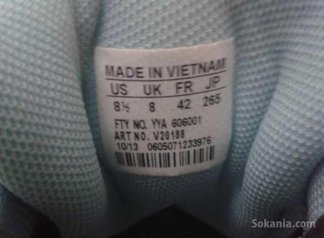 MADE IN VIETNAM
US UK FR JP
8½ 8 42 265
FTY NO. YYA 606001
ART NO. V20188
10/13 0605071233976
Sokania.com